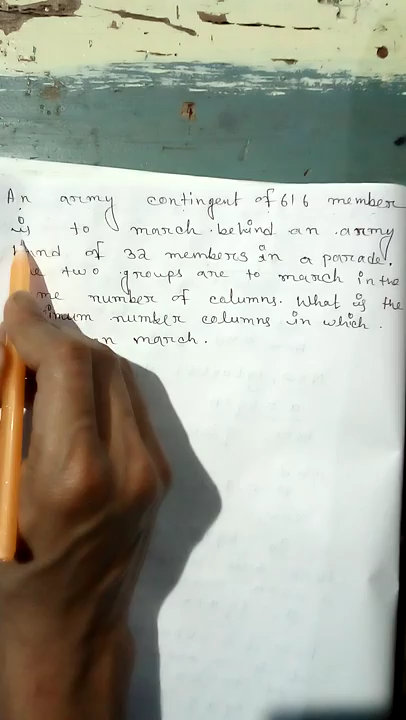 An army contingent of 616 member
is to march behind an army
band of 32 members in a parade.
two groups are to march in the
number of columns. What is the
number columns in which
march.